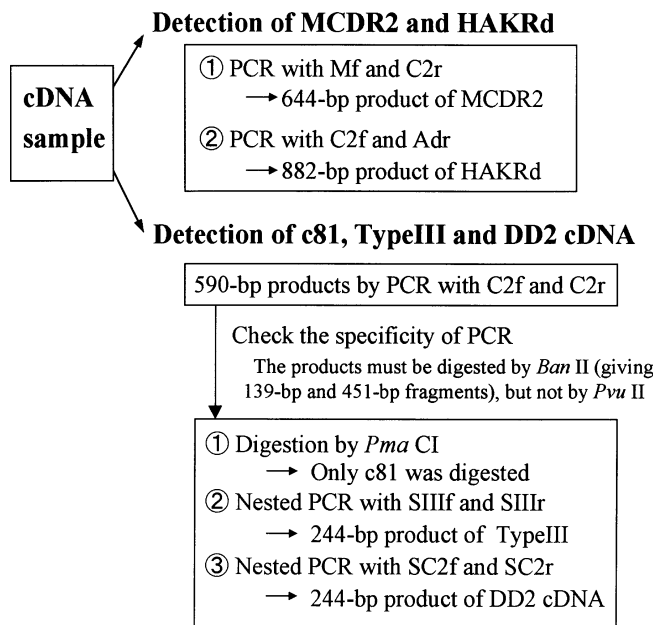 Detection of MCDR2 and HAKRd
cDNA
sample
① PCR with Mf and C2r
→644-bp product of MCDR2
② PCR with C2f and Adr
→882-bp product of HAKRd
Detection of c81, TypeIII and DD2 cDNA
590-bp products by PCR with C2f and C2r
Check the specificity of PCR
The products must be digested by Ban II (giving
139-bp and 451-bp fragments), but not by Pvu II
① Digestion by Pma CI
→ Only c81 was digested
② Nested PCR with SIIIf and SIIIr
→ 244-bp product of TypeIII
③ Nested PCR with SC2f and SC2r
→ 244-bp product of DD2 cDNA